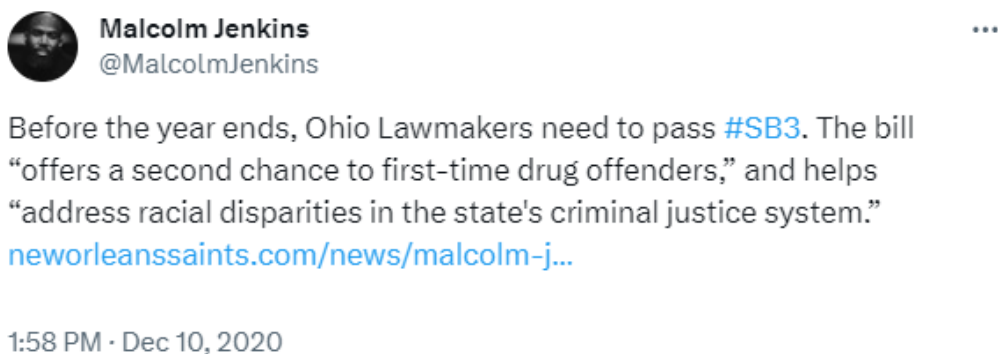 Malcolm Jenkins
@MalcolmJenkins
Before the year ends, Ohio Lawmakers need to pass #SB3. The bill
“offers a second chance to first-time drug offenders,” and helps
“address racial disparities in the state's criminal justice system.”
neworleanssaints.com/news/malcolm-j...
1:58 PM · Dec 10, 2020